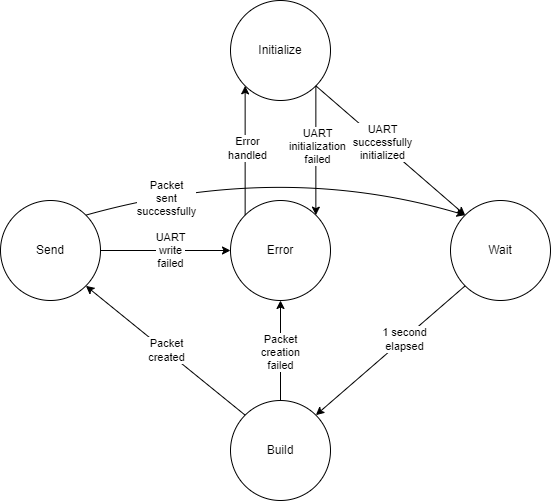 Initialize
Error
handled
UART
initialization
failed
UART
successfully
initialized
Packet
sent
successfully
Send
UART
write
failed
Error
Wait
Packet
created
Packet
creation
failed
1 second
elapsed
Build